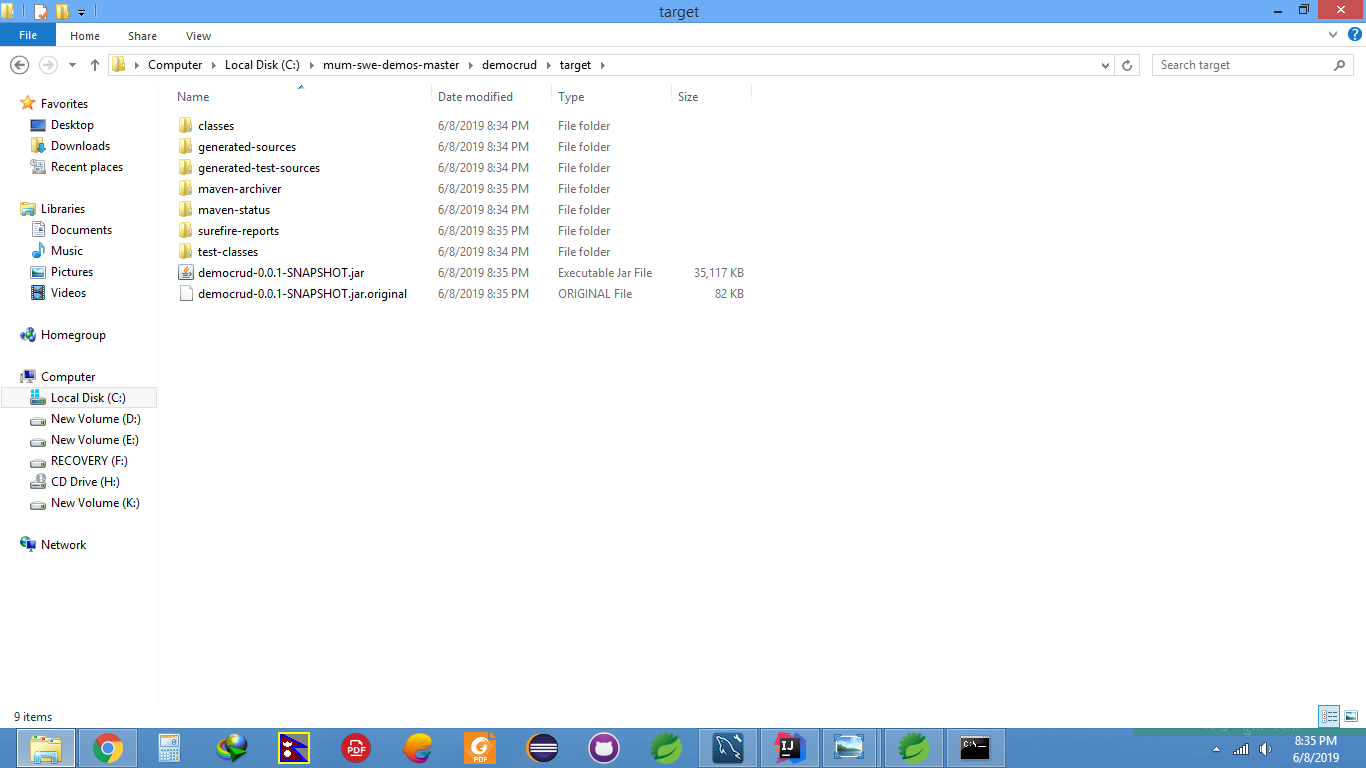 target
File Home Share View
Computer Local Disk (C:) mum-swe-demos-master democrud target
Search target
Name Date modified Type Size
Favorites
Desktop
Downloads
Recent places
Libraries
Documents
Music
Pictures
Videos
Homegroup
Computer
Local Disk (C:)
New Volume (D:)
New Volume (E:)
RECOVERY (F:)
CD Drive (H:)
New Volume (K:)
Network
classes 6/8/2019 8:34 PM File folder
generated-sources 6/8/2019 8:34 PM File folder
generated-test-sources 6/8/2019 8:34 PM File folder
maven-archiver 6/8/2019 8:35 PM File folder
maven-status 6/8/2019 8:34 PM File folder
surefire-reports 6/8/2019 8:35 PM File folder
test-classes 6/8/2019 8:34 PM File folder
democrud-0.0.1-SNAPSHOT.jar 6/8/2019 8:35 PM Executable Jar File 35,117 KB
democrud-0.0.1-SNAPSHOT.jar.original 6/8/2019 8:35 PM ORIGINAL File 82 KB
9 items
PDF
PDF
IJ
C:\_
8:35 PM
6/8/2019